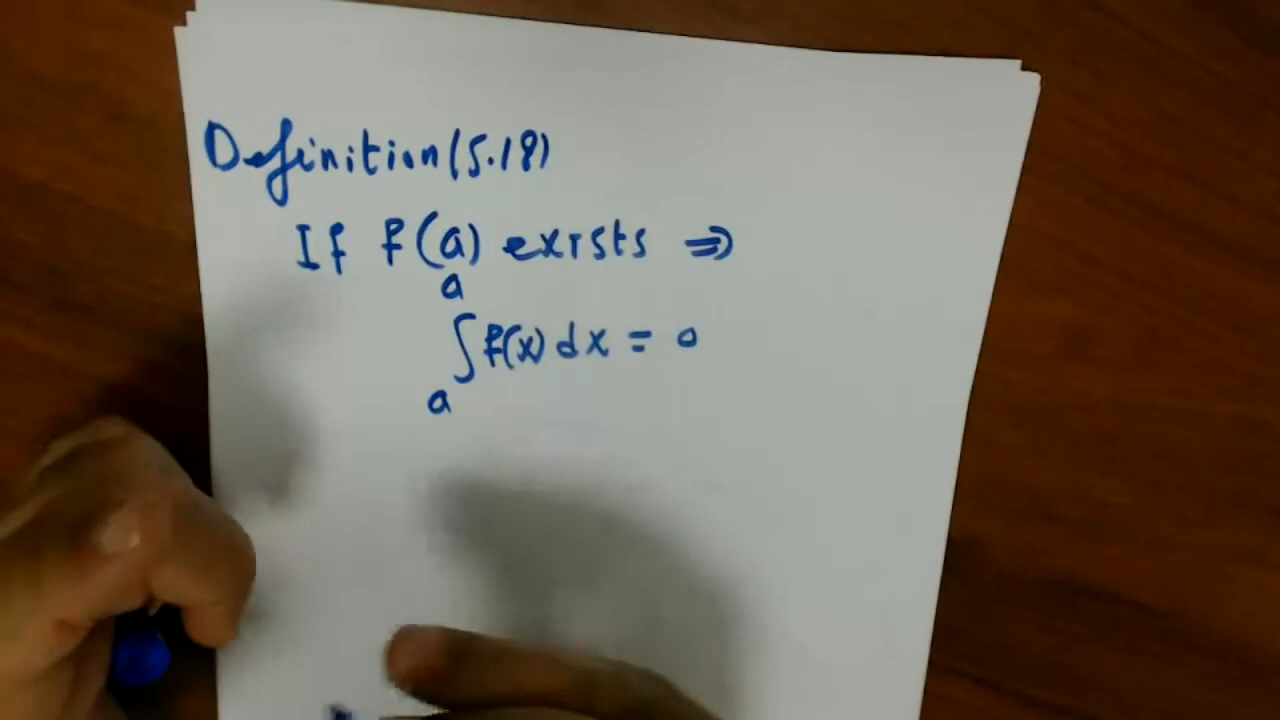 Definition (5.18)
If f(a) exists ⇒
a
∫ f(x) dx = 0
a